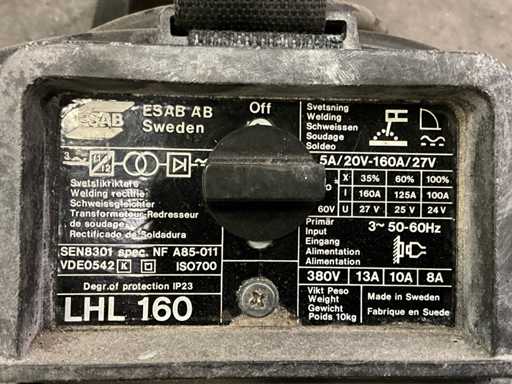 ESAB
ESAB AB
Sweden
3~
Svetslikriktare
Welding rectifie
Schweissgleichter
Transformateur-Redresseur
de soudage
Rectificado de Soldadura
SEN8301 spec. NF A85-011
VDE0542 K ISO700
Degr.of protection IP23
LHL 160
Off
Svetsning
Welding
Schweissen
Soudage
Soldeo
5A/20V-160A/27V
X 35% 60% 100%
I 160A 125A 100A
60V U 27 V 25 V 24 V
Primär
Input
Eingang
Alimentation
Alimentation
3~ 50-60Hz
380V 13A 10A 8A
Vikt Peso
Weight
Gewicht
Poids 10kg
Made in Sweden
Fabrique en Suede